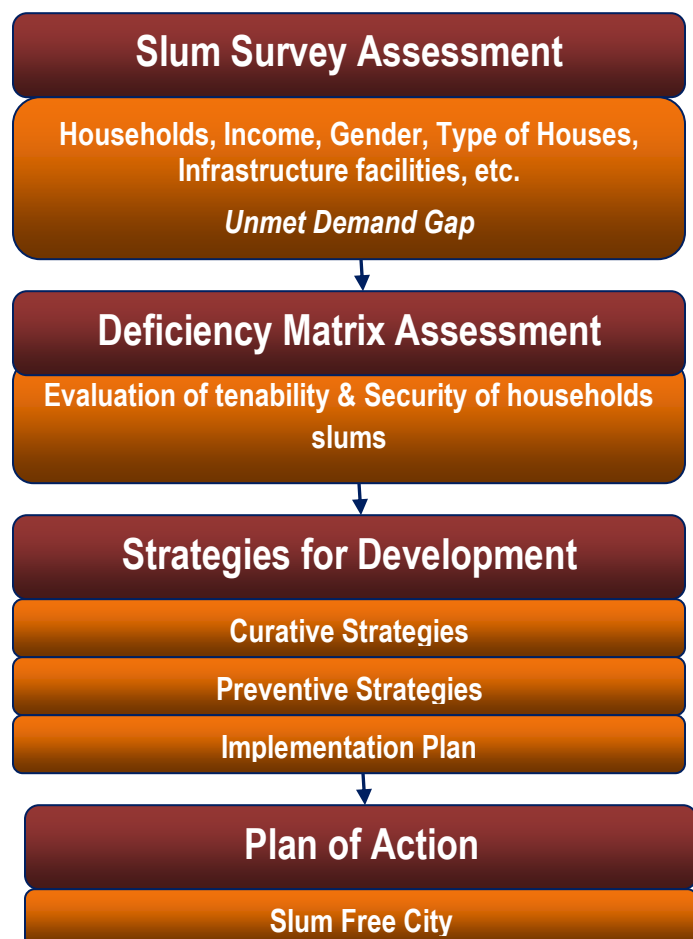 Slum Survey Assessment
Households, Income, Gender, Type of Houses,
Infrastructure facilities, etc.
Unmet Demand Gap
Deficiency Matrix Assessment
Evaluation of tenability & Security of households
slums
Strategies for Development
Curative Strategies
Preventive Strategies
Implementation Plan
Plan of Action
Slum Free City